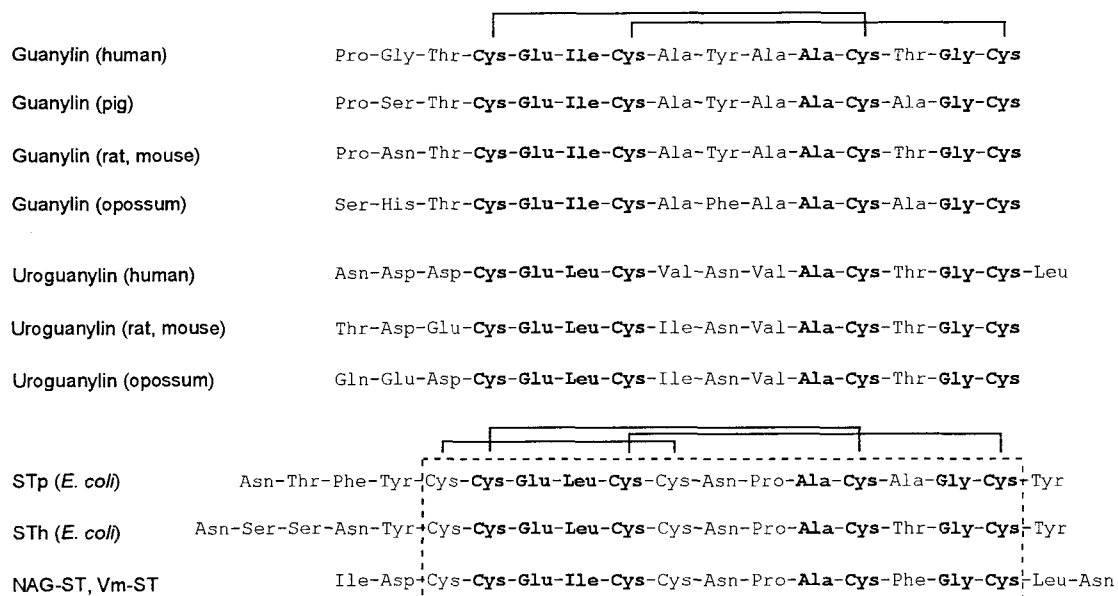 Guanylin (human) Pro-Gly-Thr-Cys-Glu-Ile-Cys-Ala-Tyr-Ala-Ala-Cys-Thr-Gly-Cys
Guanylin (pig) Pro-Ser-Thr-Cys-Glu-Ile-Cys-Ala-Tyr-Ala-Ala-Cys-Ala-Gly-Cys
Guanylin (rat, mouse) Pro-Asn-Thr-Cys-Glu-Ile-Cys-Ala-Tyr-Ala-Ala-Cys-Thr-Gly-Cys
Guanylin (opossum) Ser-His-Thr-Cys-Glu-Ile-Cys-Ala-Phe-Ala-Ala-Cys-Ala-Gly-Cys
Uroguanylin (human) Asn-Asp-Asp-Cys-Glu-Leu-Cys-Val-Asn-Val-Ala-Cys-Thr-Gly-Cys-Leu
Uroguanylin (rat, mouse) Thr-Asp-Glu-Cys-Glu-Leu-Cys-Ile-Asn-Val-Ala-Cys-Thr-Gly-Cys
Uroguanylin (opossum) Gln-Glu-Asp-Cys-Glu-Leu-Cys-Ile-Asn-Val-Ala-Cys-Thr-Gly-Cys
STp (E. coli) Asn-Thr-Phe-Tyr-Cys-Cys-Glu-Leu-Cys-Cys-Asn-Pro-Ala-Cys-Ala-Gly-Cys-Tyr
STh (E. coli) Asn-Ser-Ser-Asn-Tyr-Cys-Cys-Glu-Leu-Cys-Cys-Asn-Pro-Ala-Cys-Thr-Gly-Cys-Tyr
NAG-ST, Vm-ST Ile-Asp-Cys-Cys-Glu-Ile-Cys-Cys-Asn-Pro-Ala-Cys-Phe-Gly-Cys-Leu-Asn